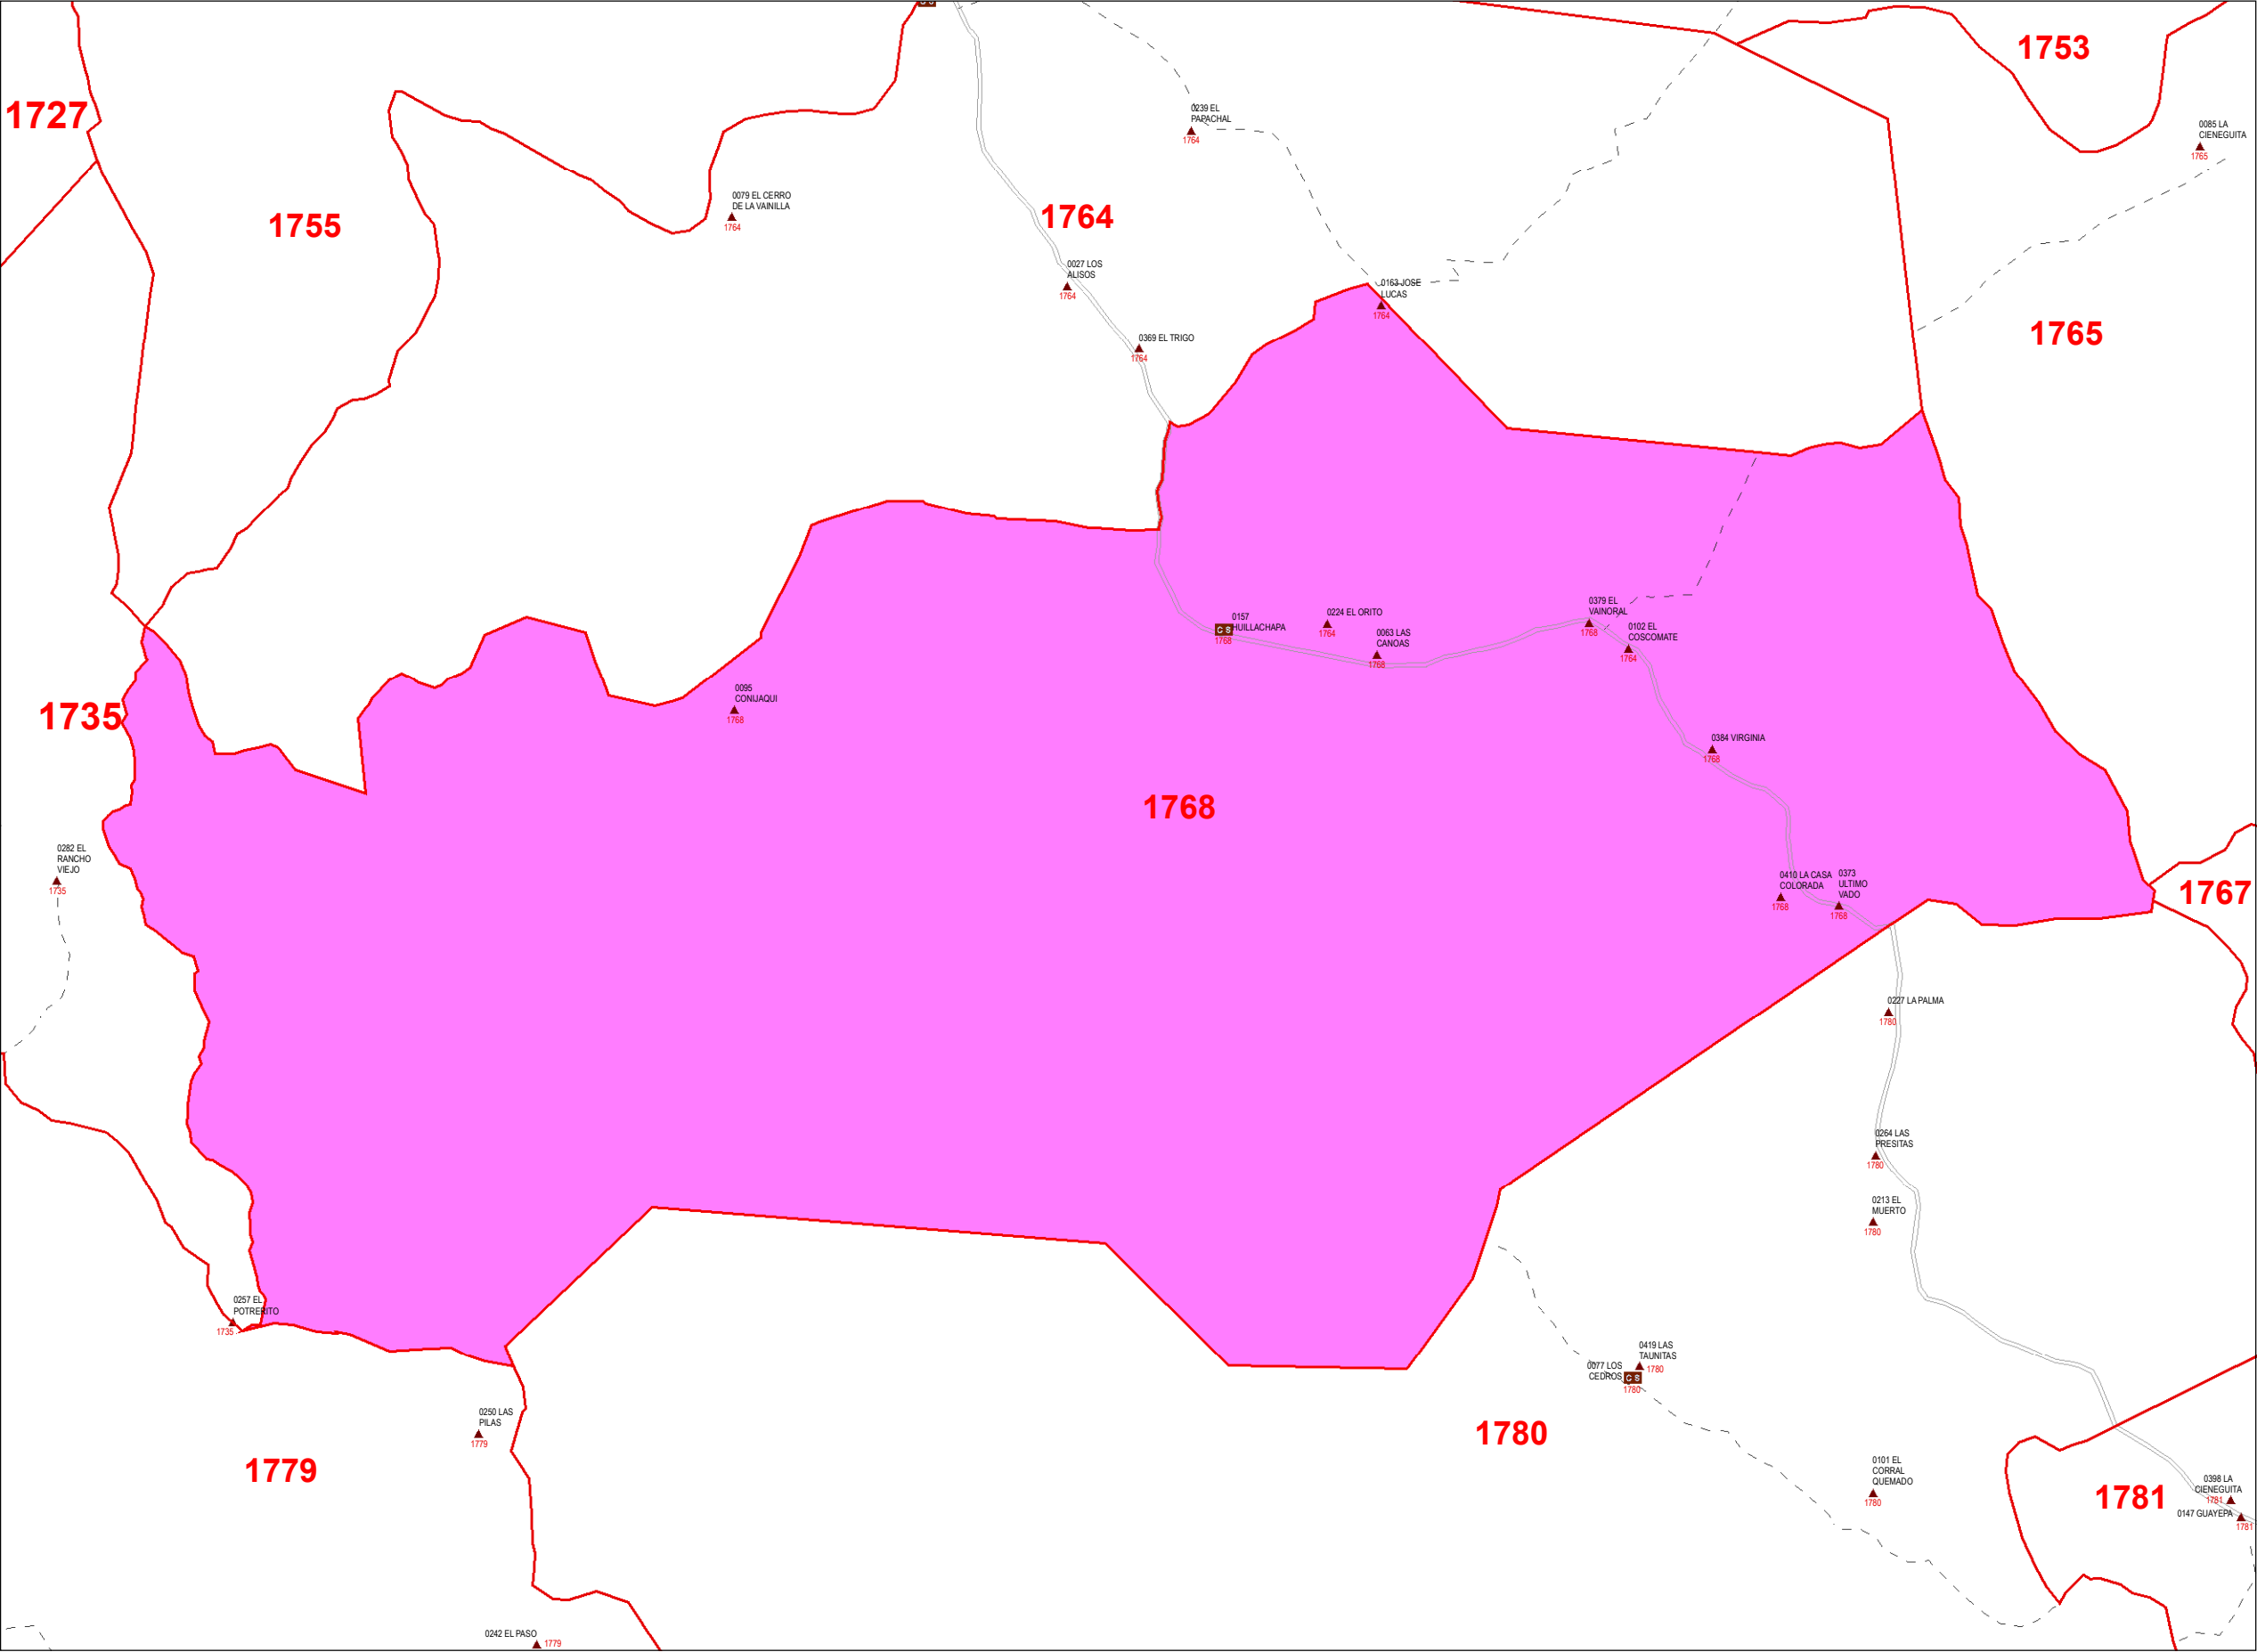 1753
1727
0239 EL
PAPACHAL
1764
0085 LA
CIENEGUITA
1765
0079 EL CERRO
DE LA VAINILLA
1764
1755
1764
0027 LOS
ALISOS
1764
0163 JOSE
LUCAS
1764
1765
0369 EL TRIGO
1764
0379 EL
VAINORAL
1768
0224 EL ORITO
1764
0157
HUILLACHAPA
C S
1768
0063 LAS
CANOAS
1768
0102 EL
COSCOMATE
1764
0095
CONIJAQUI
1768
1735
0384 VIRGINIA
1768
1768
0282 EL
RANCHO
VIEJO
1735
0410 LA CASA
COLORADA
1768
0373
ULTIMO
VADO
1768
1767
0227 LA PALMA
1780
0264 LAS
PRESITAS
1780
0213 EL
MUERTO
1780
0257 EL
POTRERITO
1735
0419 LAS
TAUNITAS
1780
0077 LOS
CEDROS
C S
1780
0250 LAS
PILAS
1779
1780
1779
0101 EL
CORRAL
QUEMADO
1780
0398 LA
CIENEGUITA
1781
1781
0147 GUAYEPA
1781
0242 EL PASO
1779